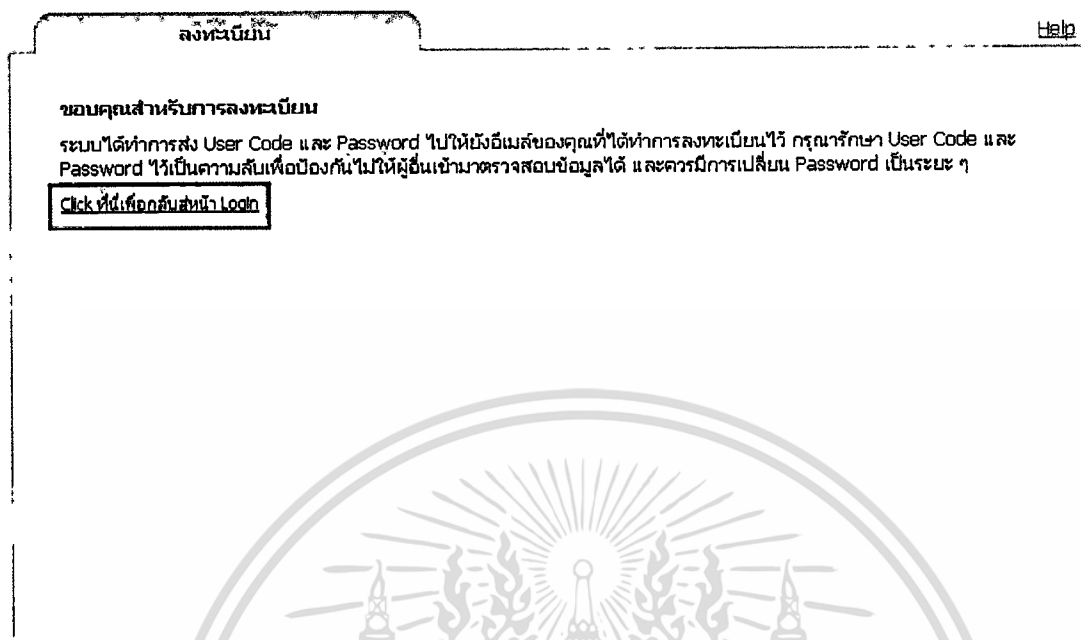 ลงทะเบียน
Help
ขอบคุณสำหรับการลงทะเบียน
ระบบได้ทำการส่ง User Code และ Password ไปให้ยังอีเมล์ของคุณที่ได้ทำการลงทะเบียนไว้ กรุณารักษา User Code และ
Password ไว้เป็นความลับเพื่อป้องกันไม่ให้ผู้อื่นเข้ามาตรวจสอบข้อมูลได้ และควรมีการเปลี่ยน Password เป็นระยะ ๆ
Click ที่นี่เพื่อกลับสู่หน้า Login